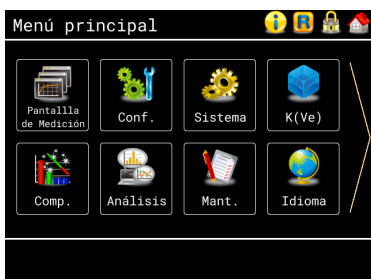 Menú principal
i R
Pantallla
de Medición
Conf.
Sistema
K(Ve)
Comp.
Análisis
Mant.
Idioma